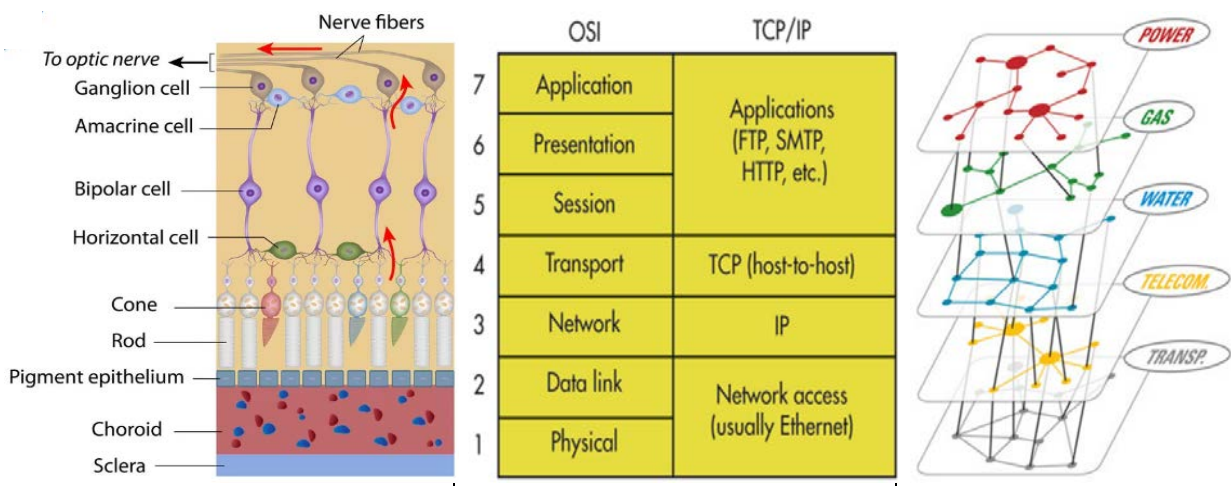 Nerve fibers
To optic nerve
Ganglion cell
Amacrine cell
Bipolar cell
Horizontal cell
Cone
Rod
Pigment epithelium
Choroid
Sclera
OSI TCP/IP
7 Application
6 Presentation
5 Session
Applications
(FTP, SMTP,
HTTP, etc.)
4 Transport TCP (host-to-host)
3 Network IP
2 Data link
1 Physical
Network access
(usually Ethernet)
POWER
GAS
WATER
TELECOM.
TRANSP.